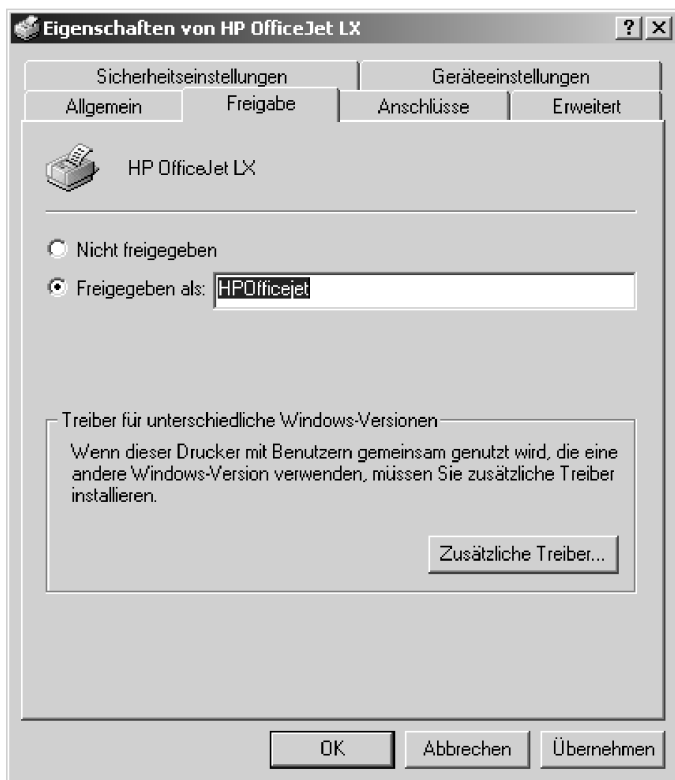 Eigenschaften von HP OfficeJet LX
Sicherheitseinstellungen Geräteeinstellungen
Allgemein Freigabe Anschlüsse Erweitert
HP OfficeJet LX
Nicht freigegeben
Freigegeben als: HPOfficejet
Treiber für unterschiedliche Windows-Versionen
Wenn dieser Drucker mit Benutzern gemeinsam genutzt wird, die eine
andere Windows-Version verwenden, müssen Sie zusätzliche Treiber
installieren.
Zusätzliche Treiber...
OK Abbrechen Übernehmen